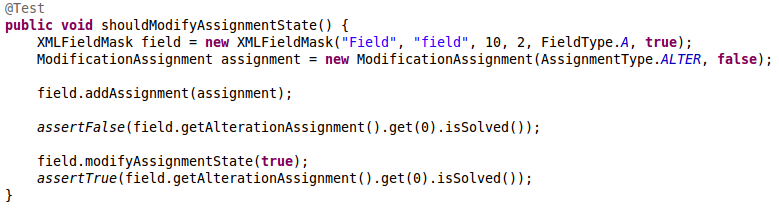 @Test
public void shouldModifyAssignmentState() {
XMLFieldMask field = new XMLFieldMask("Field", "field", 10, 2, FieldType.A, true);
ModificationAssignment assignment = new ModificationAssignment(AssignmentType.ALTER, false);
field.addAssignment(assignment);
assertFalse(field.getAlterationAssignment().get(0).isSolved());
field.modifyAssignmentState(true);
assertTrue(field.getAlterationAssignment().get(0).isSolved());
}